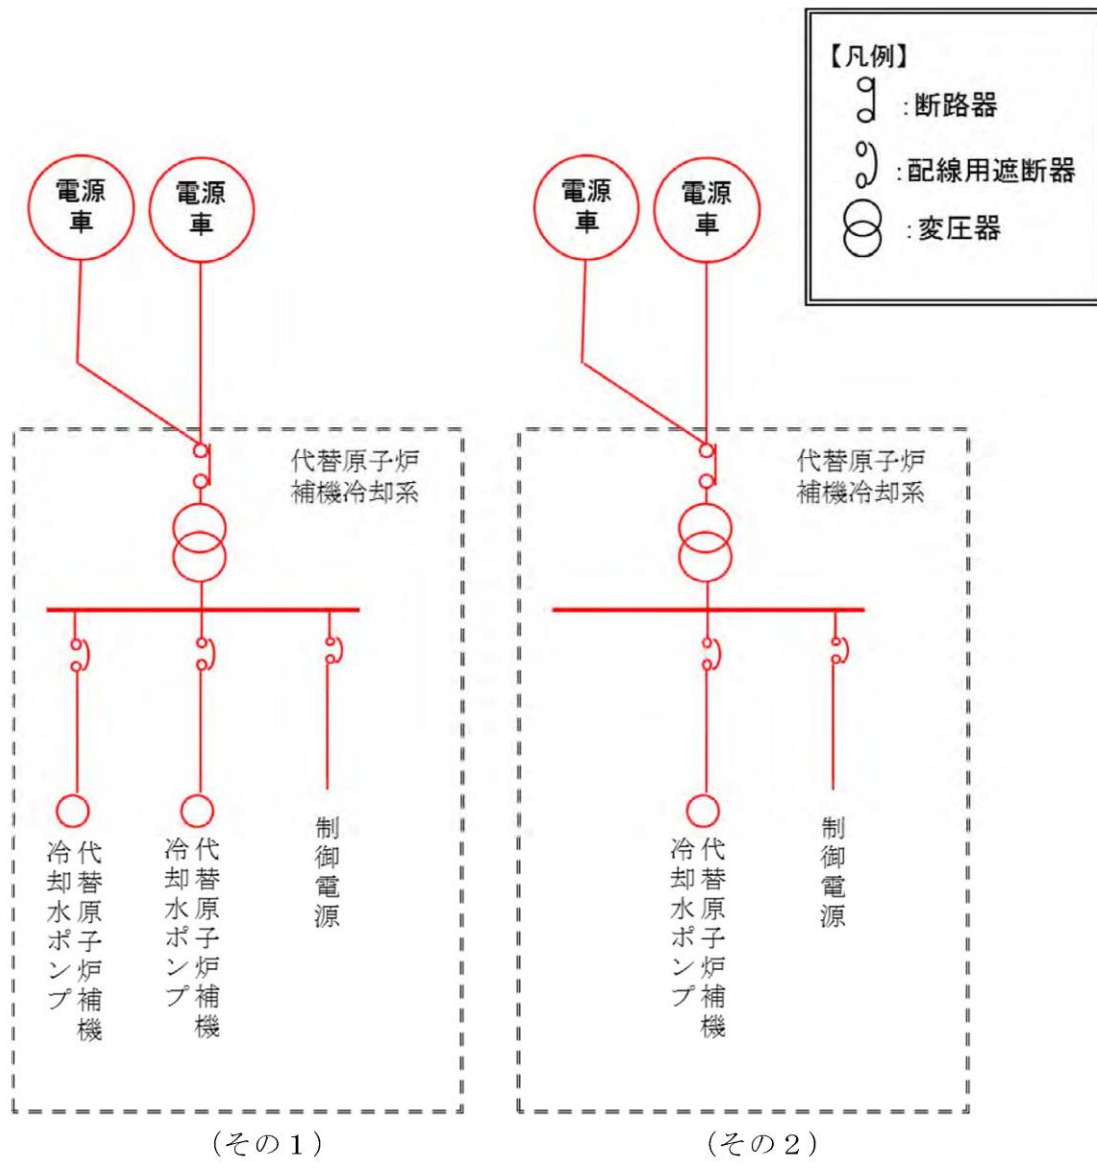 【凡例】
:断路器
:配線用遮断器
:変圧器
電源
車
電源
車
電源
車
電源
車
代替原子炉
補機冷却系
代替原子炉
補機冷却系
代替原子炉補機
冷却水ポンプ
代替原子炉補機
冷却水ポンプ
制御電源
代替原子炉補機
冷却水ポンプ
制御電源
(その1)
(その2)